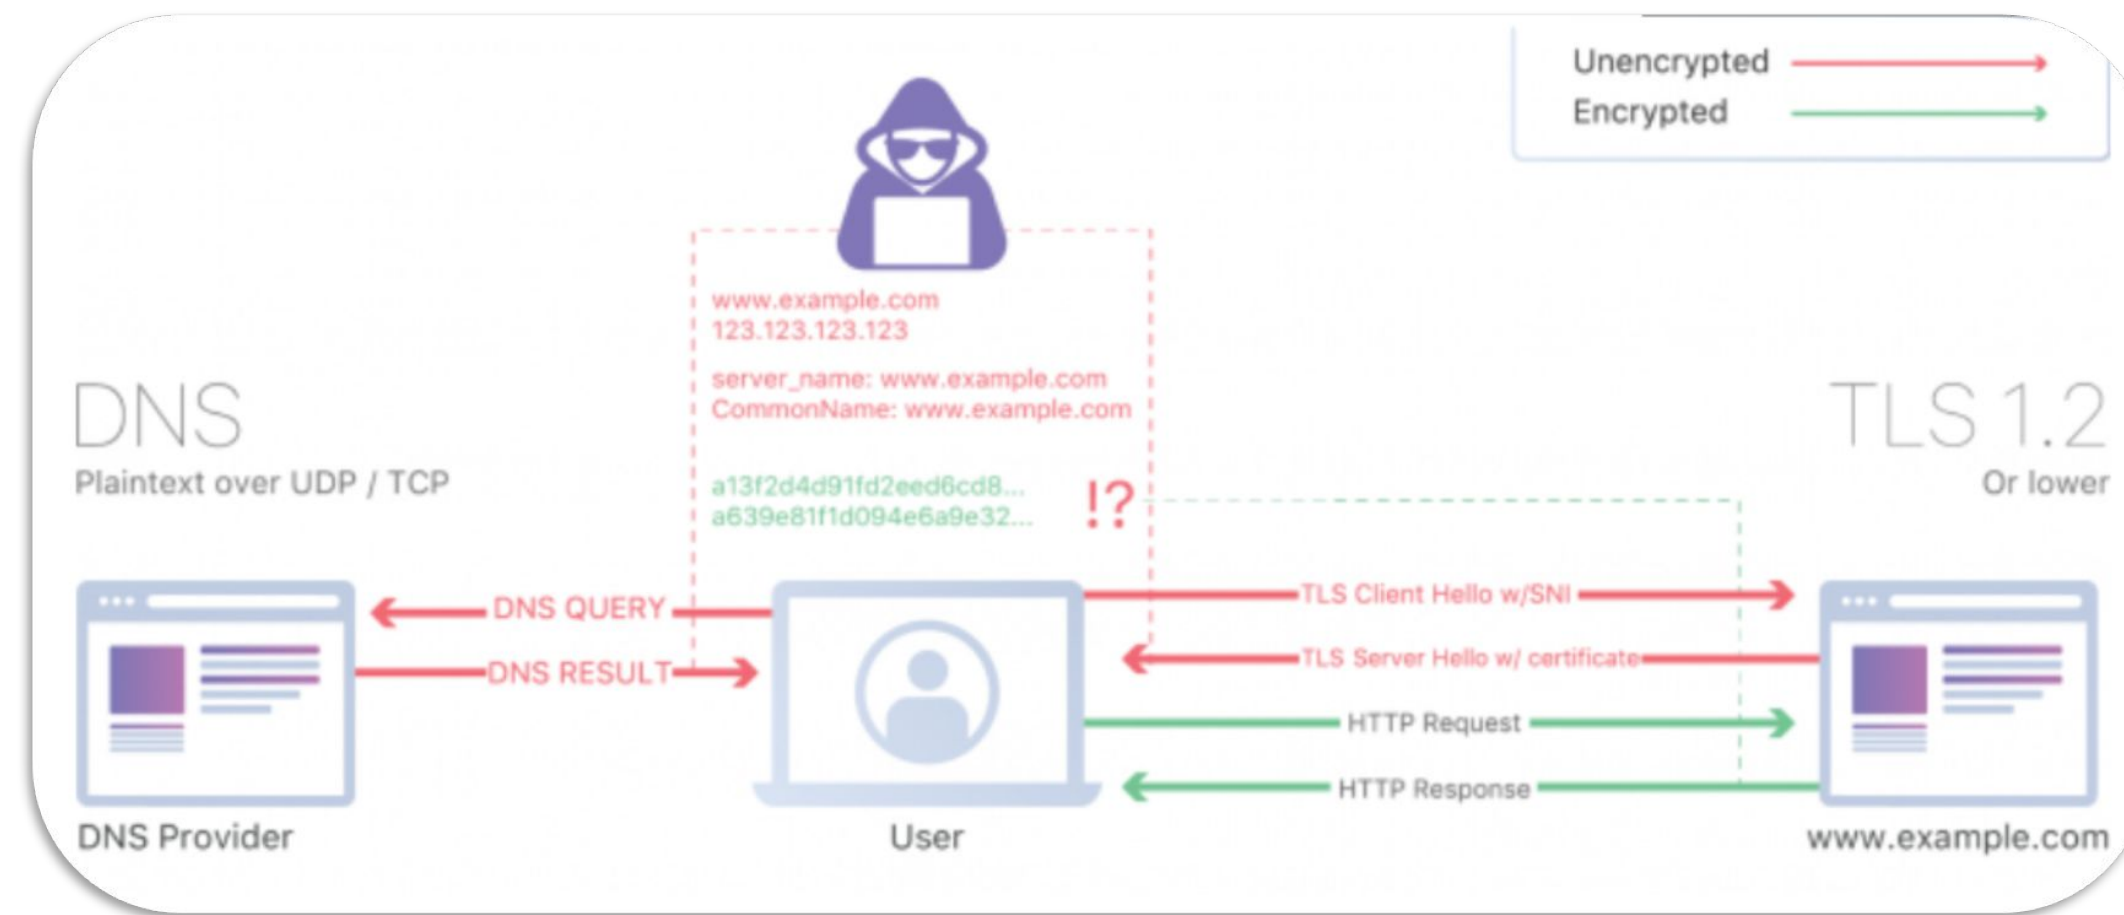 Unencrypted
Encrypted
www.example.com
123.123.123.123
server_name: www.example.com
CommonName: www.example.com
DNS
Plaintext over UDP / TCP
TLS 1.2
Or lower
a13f2d4d91fd2eed6cd8...
a639e81f1d094e6a9e32...
!?
DNS QUERY
DNS RESULT
TLS Client Hello w/SNI
TLS Server Hello w/ certificate
HTTP Request
HTTP Response
DNS Provider
User
www.example.com